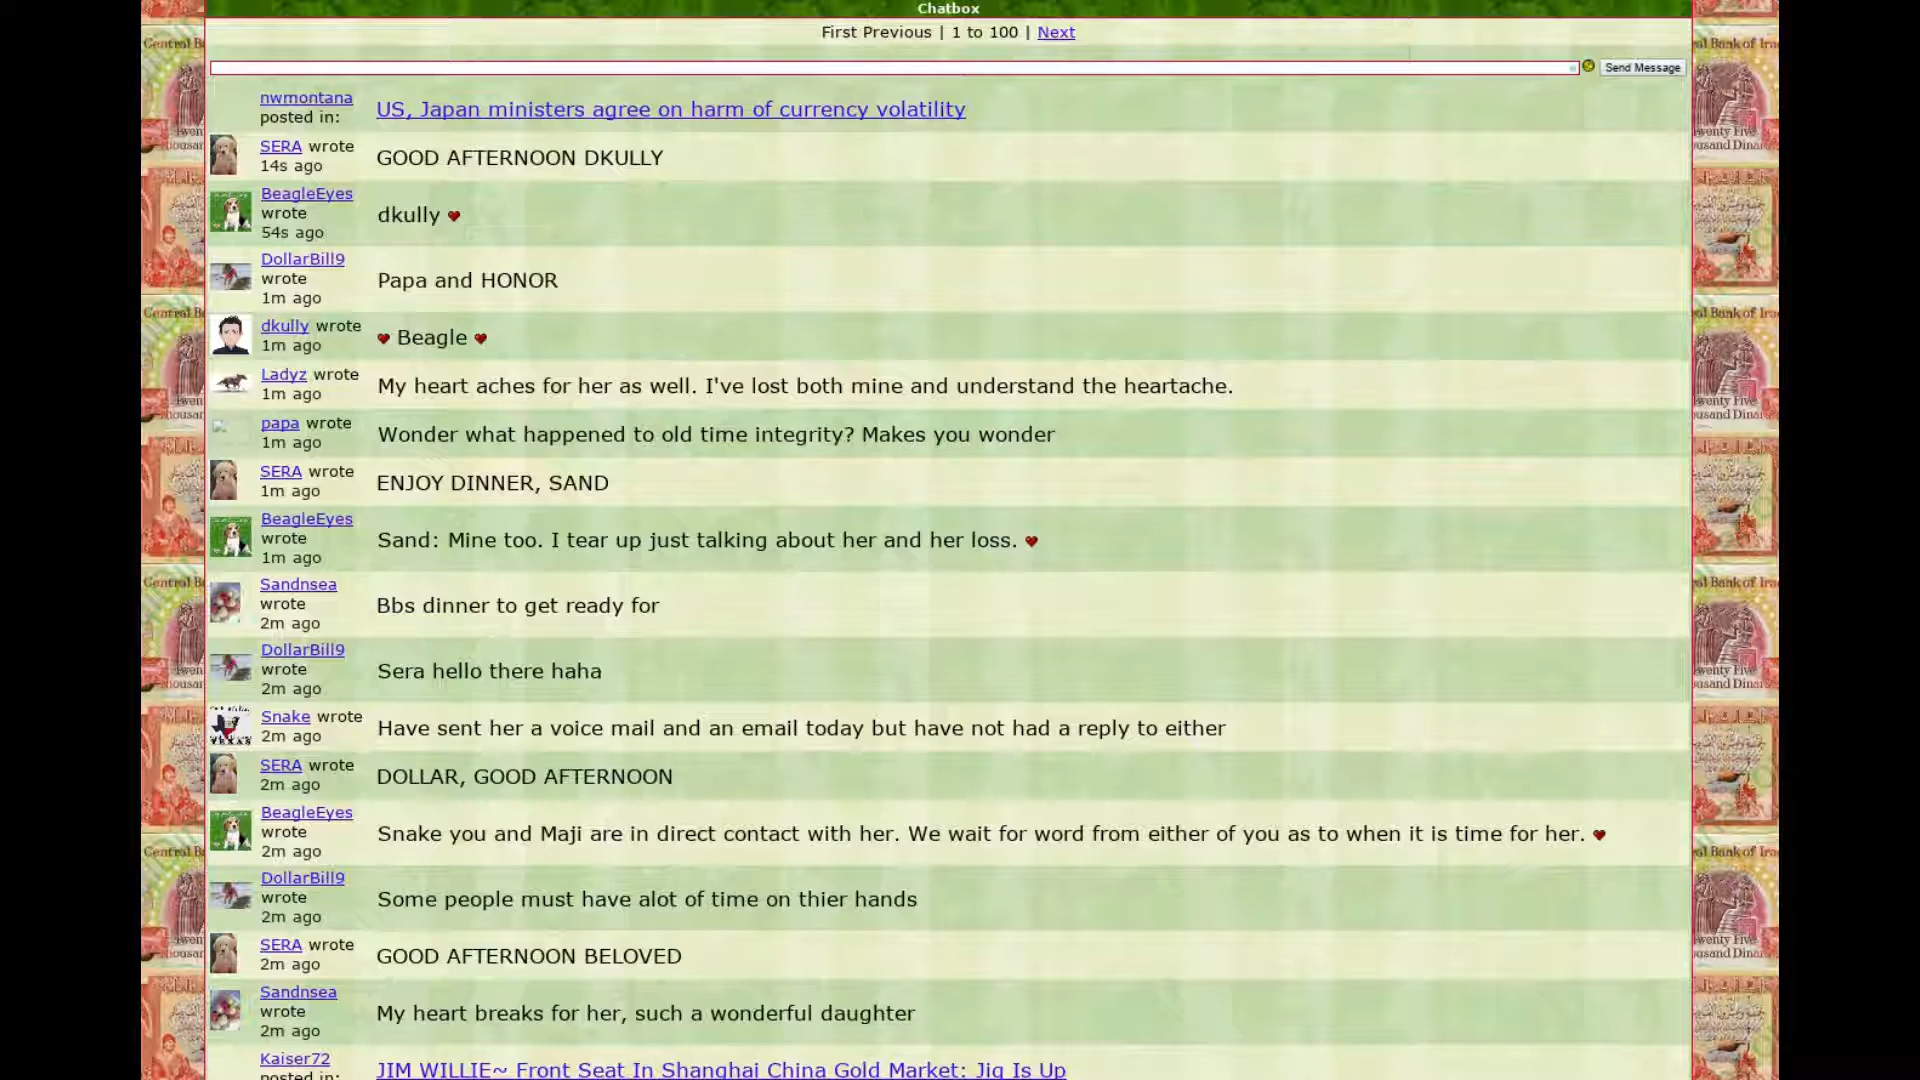 Chatbox
First Previous | 1 to 100 | Next
Send Message
nwmontana
posted in:
US, Japan ministers agree on harm of currency volatility
SERA wrote
14s ago
GOOD AFTERNOON DKULLY
BeagleEyes
wrote
54s ago
dkully
DollarBill9
wrote
1m ago
Papa and HONOR
dkully wrote
1m ago
Beagle
Ladyz wrote
1m ago
My heart aches for her as well. I've lost both mine and understand the heartache.
papa wrote
1m ago
Wonder what happened to old time integrity? Makes you wonder
SERA wrote
1m ago
ENJOY DINNER, SAND
BeagleEyes
wrote
1m ago
Sand: Mine too. I tear up just talking about her and her loss.
Sandnsea
wrote
2m ago
Bbs dinner to get ready for
DollarBill9
wrote
2m ago
Sera hello there haha
Snake wrote
2m ago
Have sent her a voice mail and an email today but have not had a reply to either
SERA wrote
2m ago
DOLLAR, GOOD AFTERNOON
BeagleEyes
wrote
2m ago
Snake you and Maji are in direct contact with her. We wait for word from either of you as to when it is time for her.
DollarBill9
wrote
2m ago
Some people must have alot of time on thier hands
SERA wrote
2m ago
GOOD AFTERNOON BELOVED
Sandnsea
wrote
2m ago
My heart breaks for her, such a wonderful daughter
Kaiser72
posted in:
JIM WILLIE~ Front Seat In Shanghai China Gold Market: Jig Is Up